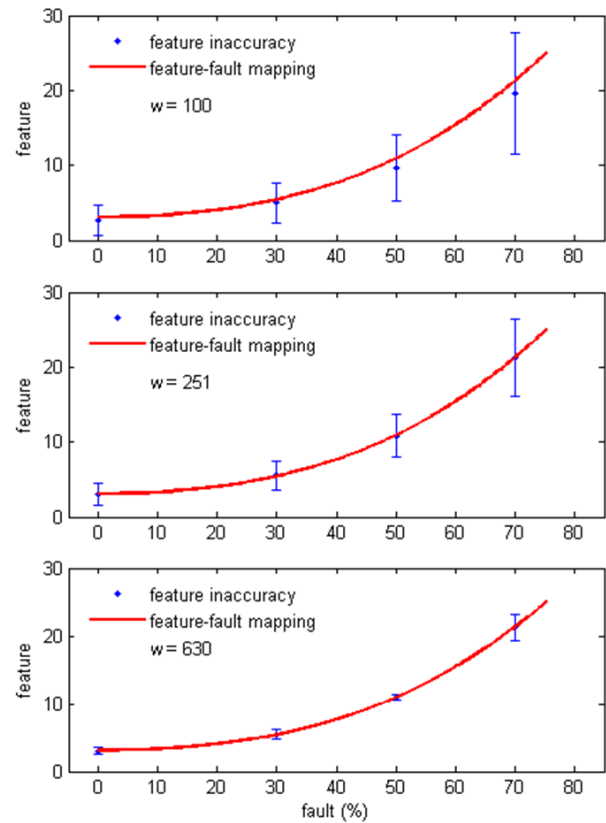 30
feature inaccuracy
feature-fault mapping
20
w = 100
feature
10
0
0 10 20 30 40 50 60 70 80
30
feature inaccuracy
feature-fault mapping
20
w = 251
feature
10
0
0 10 20 30 40 50 60 70 80
30
feature inaccuracy
feature-fault mapping
20
w = 630
feature
10
0
0 10 20 30 40 50 60 70 80
fault (%)